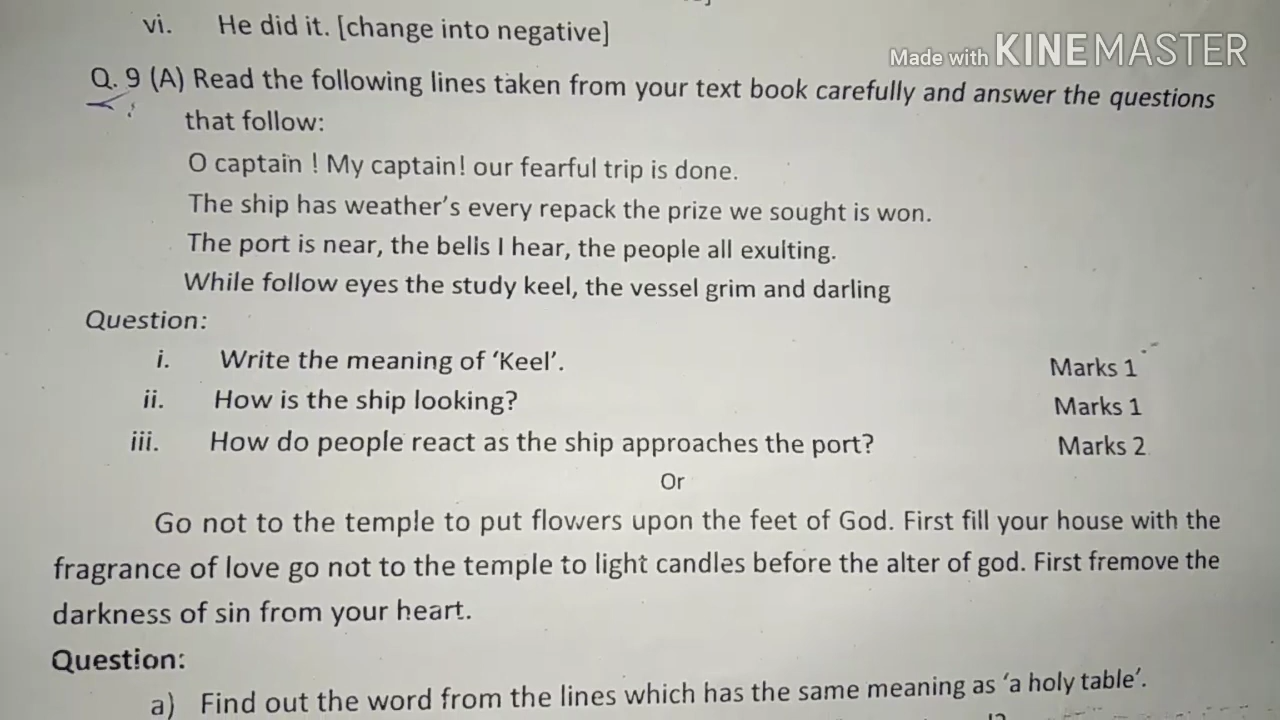 vi. He did it. [change into negative]
Made with KINEMASTER
Q. 9 (A) Read the following lines taken from your text book carefully and answer the questions
that follow:
O captain ! My captain! our fearful trip is done.
The ship has weather's every repack the prize we sought is won.
The port is near, the bells I hear, the people all exulting.
While follow eyes the study keel, the vessel grim and darling
Question:
i. Write the meaning of 'Keel'. Marks 1
ii. How is the ship looking? Marks 1
iii. How do people react as the ship approaches the port? Marks 2
Or
Go not to the temple to put flowers upon the feet of God. First fill your house with the
fragrance of love go not to the temple to light candles before the alter of god. First fremove the
darkness of sin from your heart.
Question:
a) Find out the word from the lines which has the same meaning as 'a holy table'.